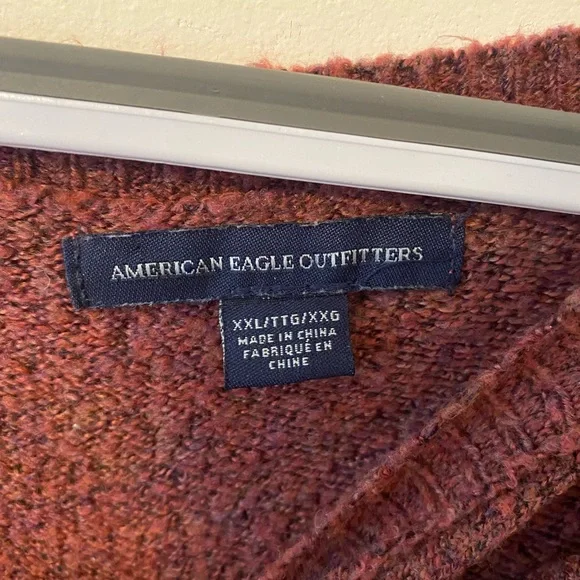 AMERICAN EAGLE OUTFITTERS
XXL/TTG/XXG
MADE IN CHINA
FABRIQUÉ EN
CHINE